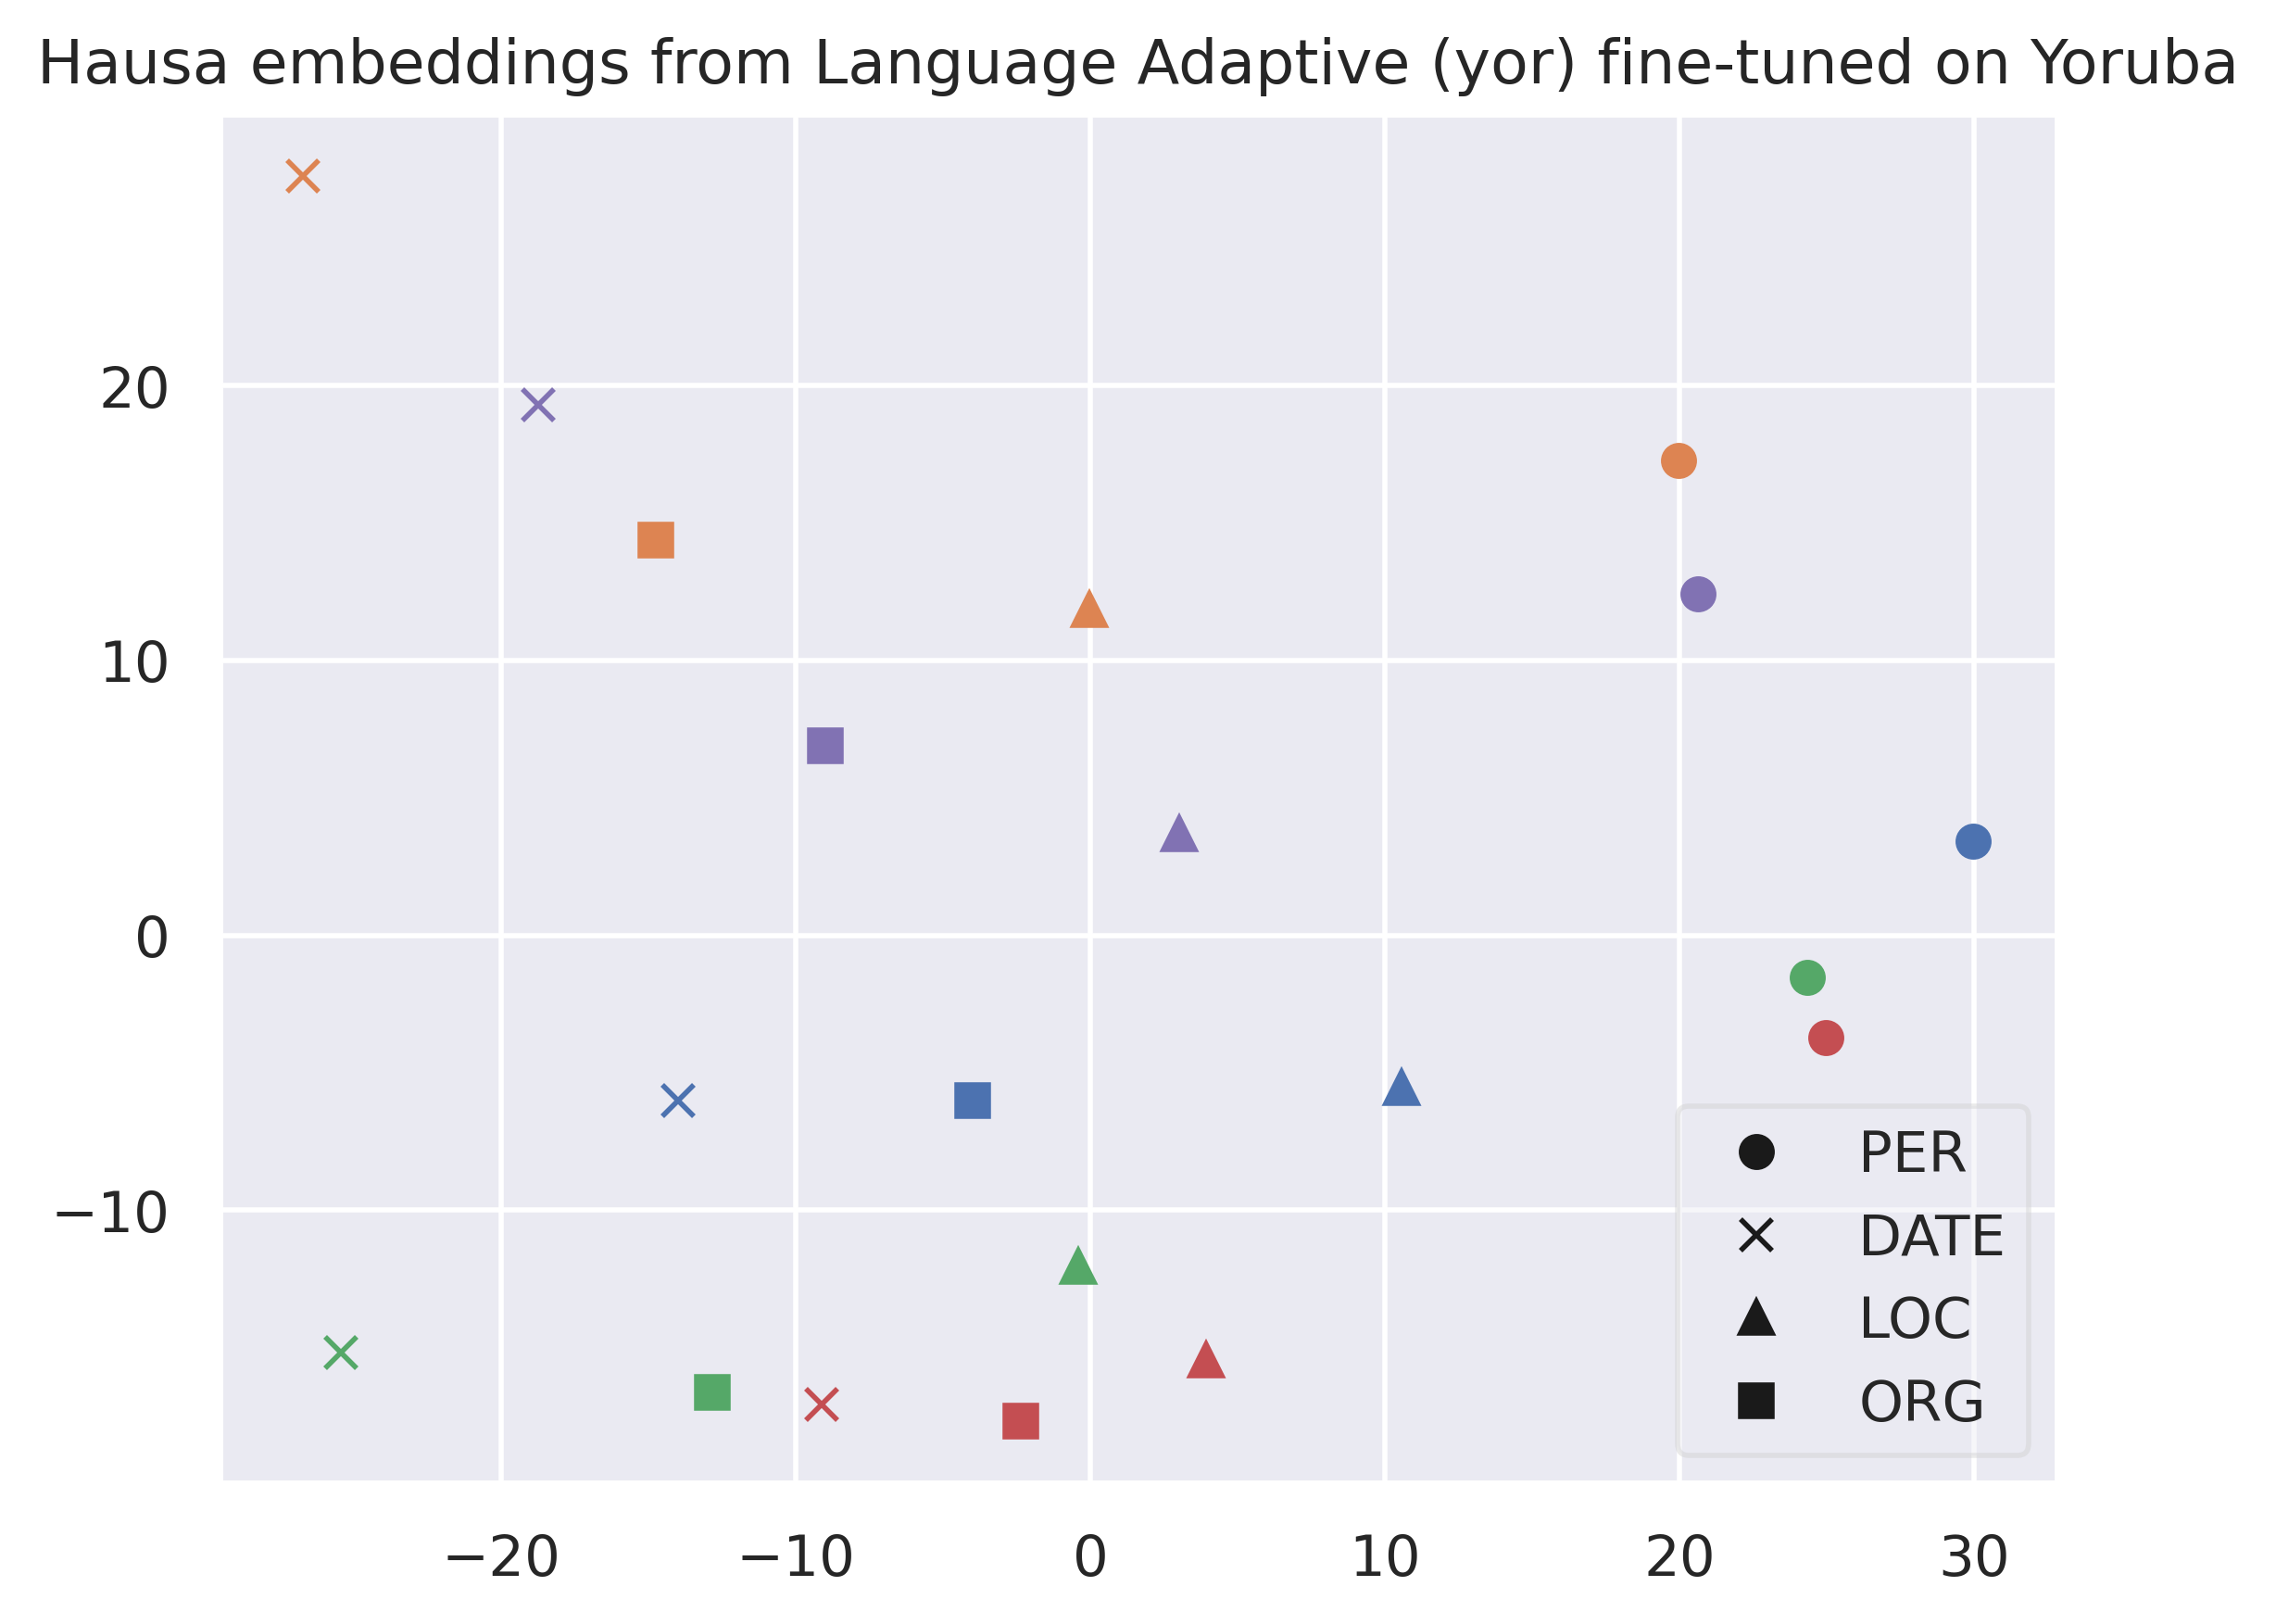 Hausa embeddings from Language Adaptive (yor) fine-tuned on Yoruba
20
10
0
−10
PER
DATE
LOC
ORG
−20 −10 0 10 20 30